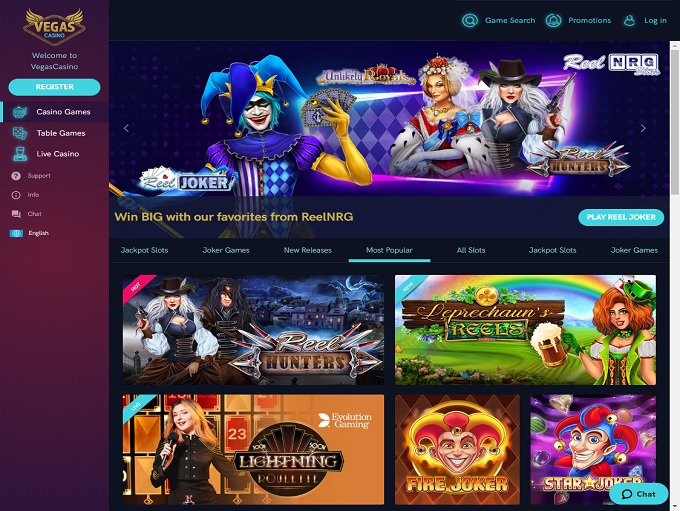 VEGAS
CASINO
Welcome to
VegasCasino
REGISTER
Casino Games
Table Games
Live Casino
Support
Info
Chat
English
Game Search
Promotions
Log in
Unlikely Royals
Reel NRG
Slots
Reel JOKER
Reel
HUNTERS
Win BIG with our favorites from ReelNRG
PLAY REEL JOKER
Jackpot Slots
Joker Games
New Releases
Most Popular
All Slots
Jackpot Slots
Joker Games
HOT
Reel
HUNTERS
NEW
Leprechaun's
REELS
LIVE
23
Evolution
Gaming
LIGHTNING
ROULETTE
FIRE JOKER
STAR JOKER
Chat